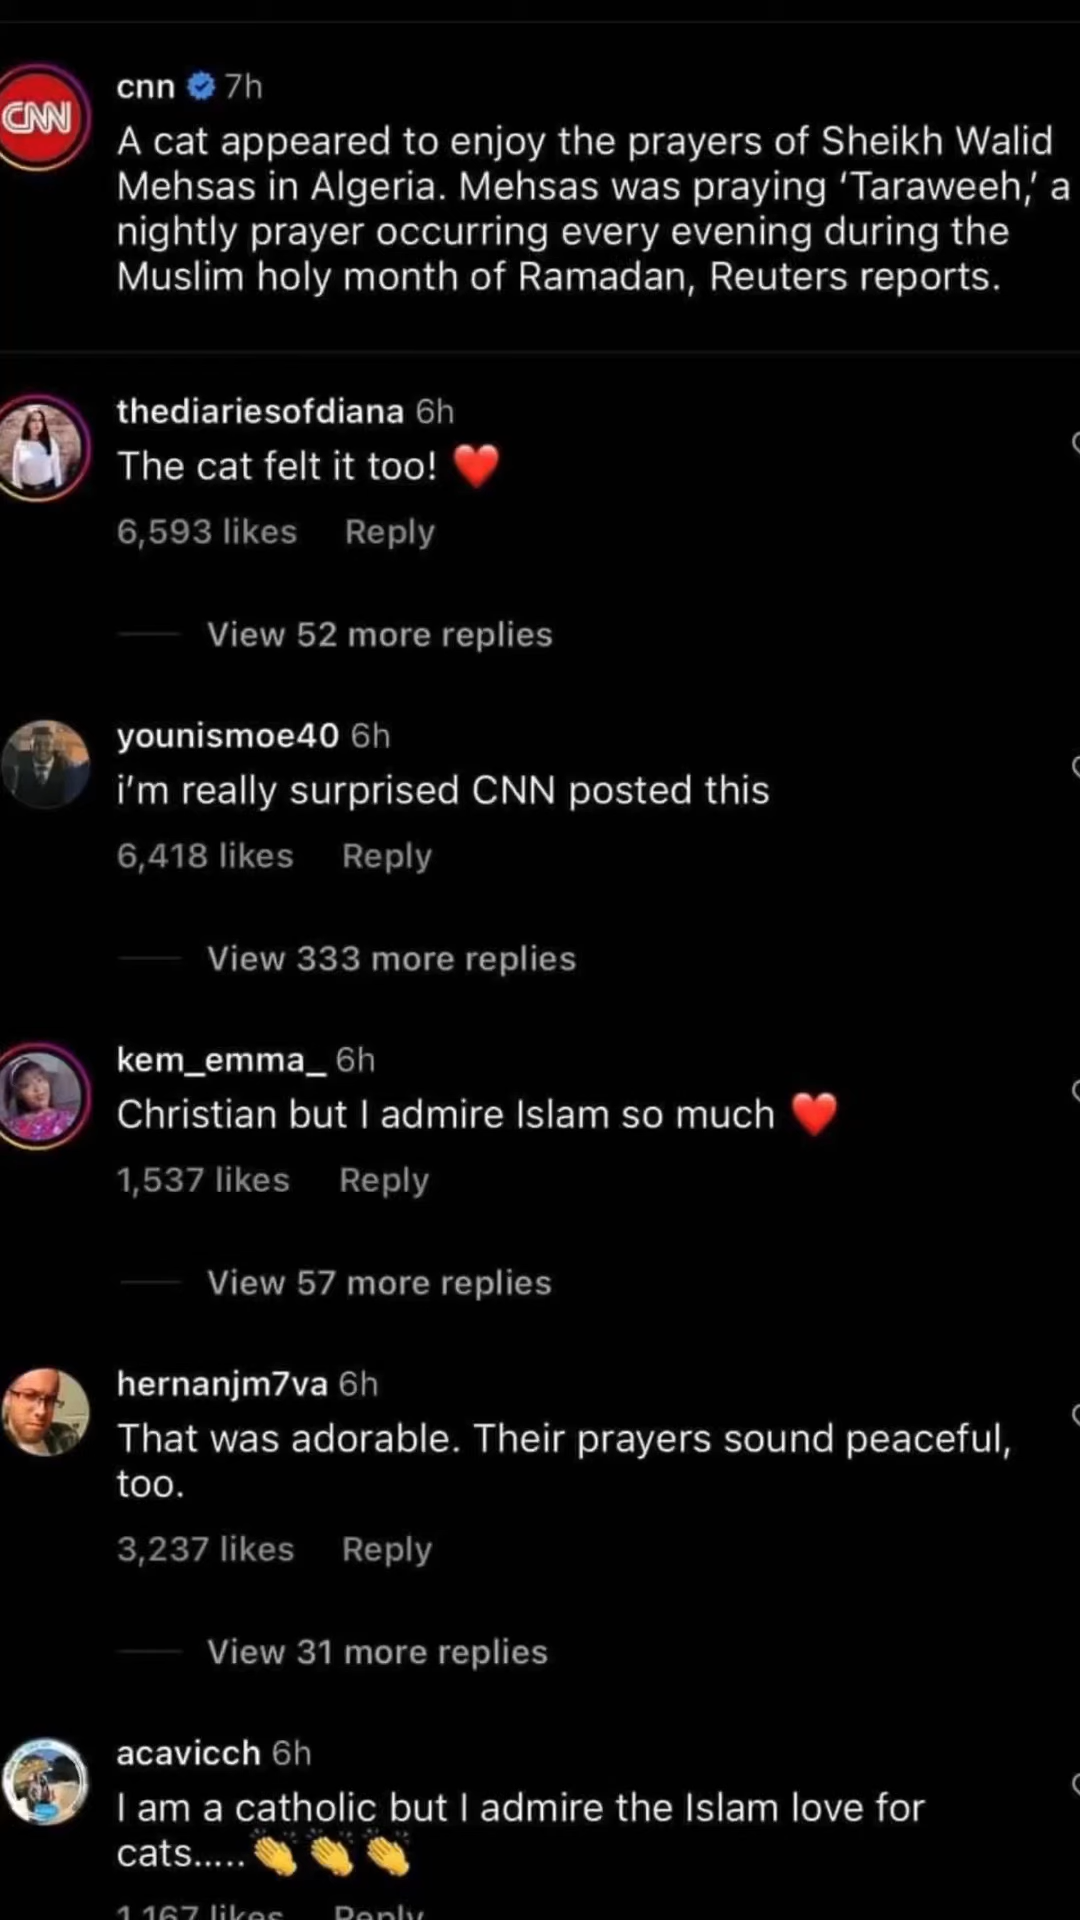 CNN
cnn 7h
A cat appeared to enjoy the prayers of Sheikh Walid
Mehsas in Algeria. Mehsas was praying ‘Taraweeh,’ a
nightly prayer occurring every evening during the
Muslim holy month of Ramadan, Reuters reports.
thediariesofdiana 6h
The cat felt it too! ❤️
6,593 likes Reply
View 52 more replies
younismoe40 6h
i'm really surprised CNN posted this
6,418 likes Reply
View 333 more replies
kem_emma_ 6h
Christian but I admire Islam so much ❤️
1,537 likes Reply
View 57 more replies
hernanjm7va 6h
That was adorable. Their prayers sound peaceful,
too.
3,237 likes Reply
View 31 more replies
acavicch 6h
I am a catholic but I admire the Islam love for
cats..... 👏👏👏
1,167 likes Reply